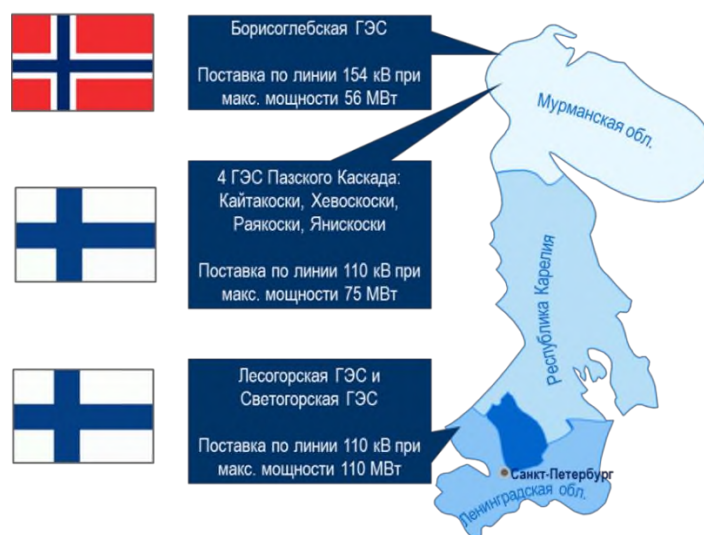 Борисоглебская ГЭС
Поставка по линии 154 кВ при
макс. мощности 56 МВт
4 ГЭС Пазского Каскада:
Кайтакоски, Хевоскоски,
Раякоски, Янискоски
Поставка по линии 110 кВ при
макс. мощности 75 МВт
Лесогорская ГЭС и
Светогорская ГЭС
Поставка по линии 110 кВ при
макс. мощности 110 МВт
Мурманская обл.
Республика Карелия
Санкт-Петербург
Ленинградская обл.